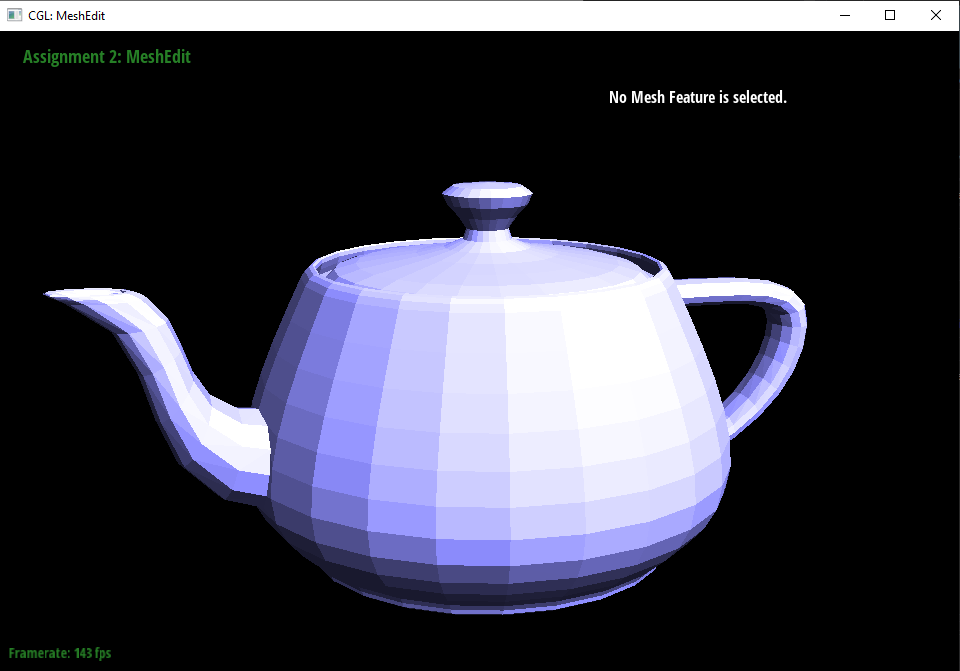 CGL: MeshEdit
Assignment 2: MeshEdit
No Mesh Feature is selected.
Framerate: 143 fps